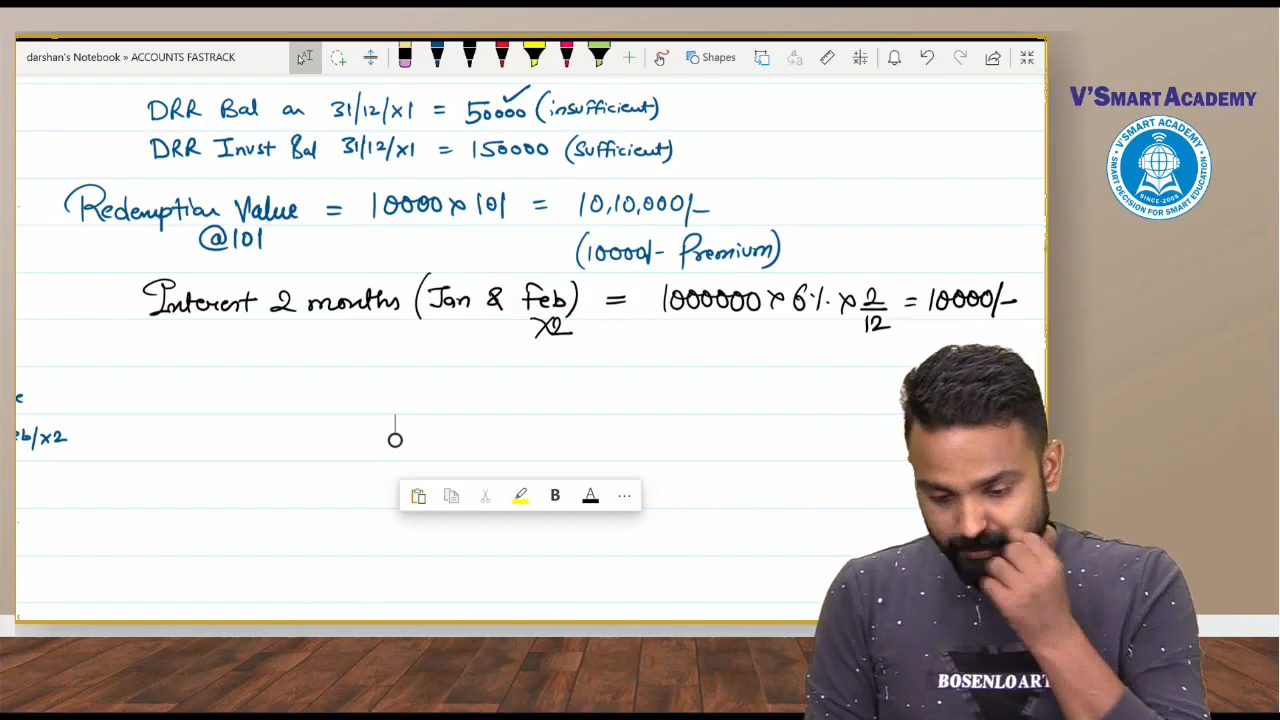 darshan's Notebook » ACCOUNTS FASTRACK
Shapes
V'SMART ACADEMY
V'SMART ACADEMY
SINCE-2009
SMART DECISION FOR SMART EDUCATION
DRR Bal an 31/12/x1 = 50000 (insufficient)
DRR Invst Bal 31/12/x1 = 150000 (Sufficient)
Redemption Value = 10000 x 101 = 10,10,000/-
@101
(10000/- Premium)
Interest 2 months (Jan & Feb) = 1000000 x 6% x 2/12 = 10000/-
X2
eb/x2
B A ...
BOSENLOART